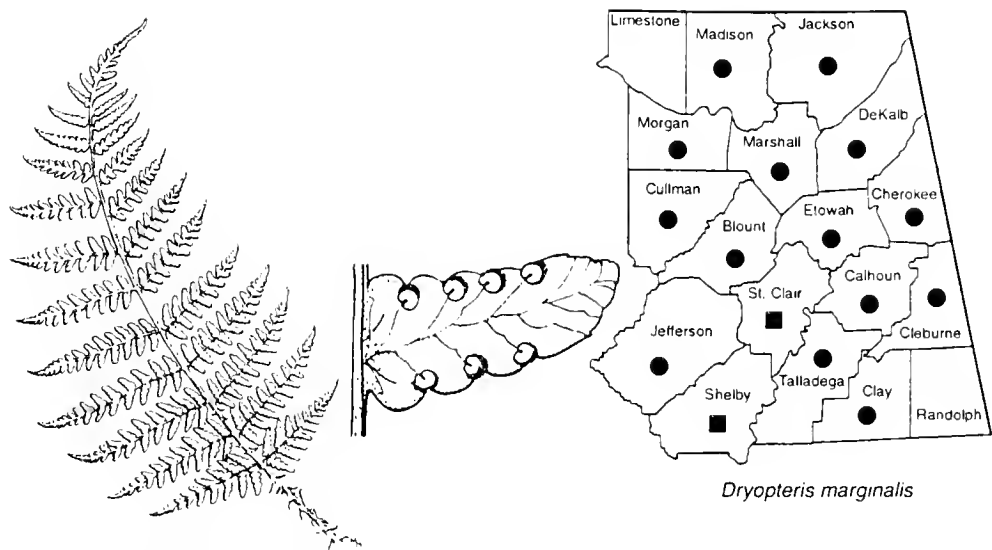 Limestone
Madison
Jackson
Morgan
Marshall
DeKalb
Cullman
Blount
Etowah
Cherokee
St. Clair
Calhoun
Jefferson
Cleburne
Shelby
Talladega
Clay
Randolph
Dryopteris marginalis